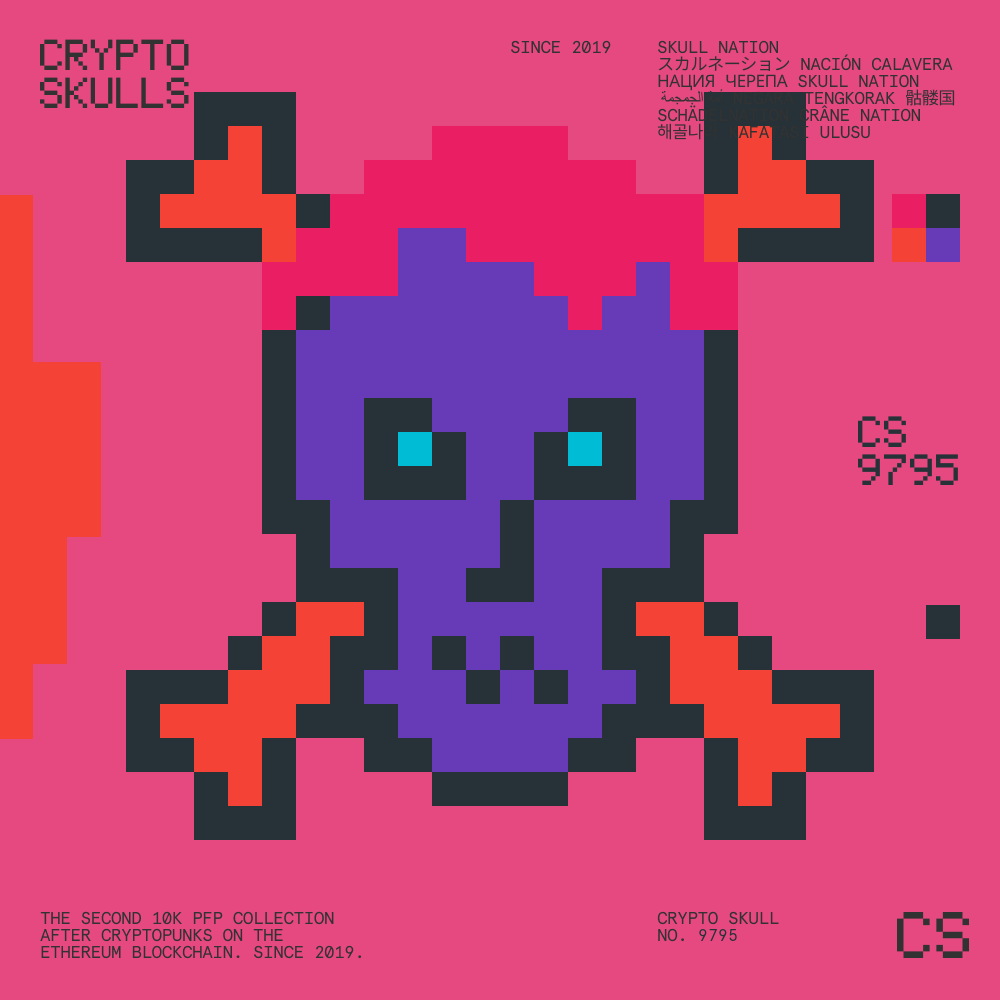 CRYPTO
SKULLS
SINCE 2019
SKULL NATION
スカルネーション NACIÓN CALAVERA
НАЦИЯ ЧЕРЕПА SKULL NATION
الجمجمة TENGKORAK 骷髅国
CRÂNE NATION
ULUSU
CS
9795
THE SECOND 10K PFP COLLECTION
AFTER CRYPTOPUNKS ON THE
ETHEREUM BLOCKCHAIN. SINCE 2019.
CRYPTO SKULL
NO. 9795
CS